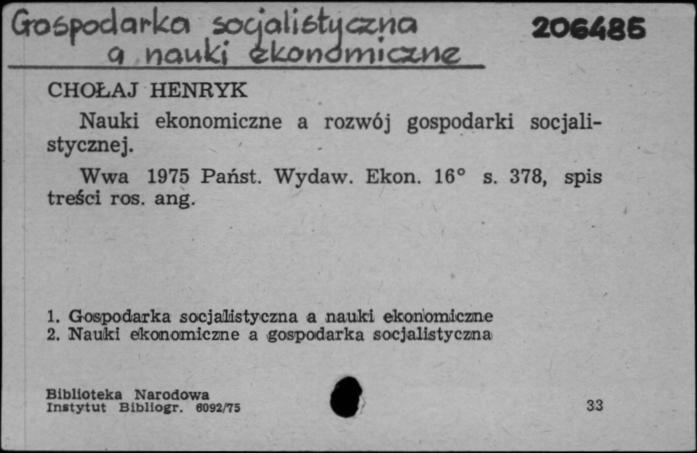 Gospodarka socjalistyczna 206485
a nauki ekonomiczne
CHOŁAJ HENRYK
Nauki ekonomiczne a rozwój gospodarki socjali-
stycznej.
Wwa 1975 Państ. Wydaw. Ekon. 16° s. 378, spis
treści ros. ang.
1. Gospodarka socjalistyczna a nauki ekonomiczne
2. Nauki ekonomiczne a gospodarka socjalistyczna
Biblioteka Narodowa
Instytut Bibliogr. 6092/75 33